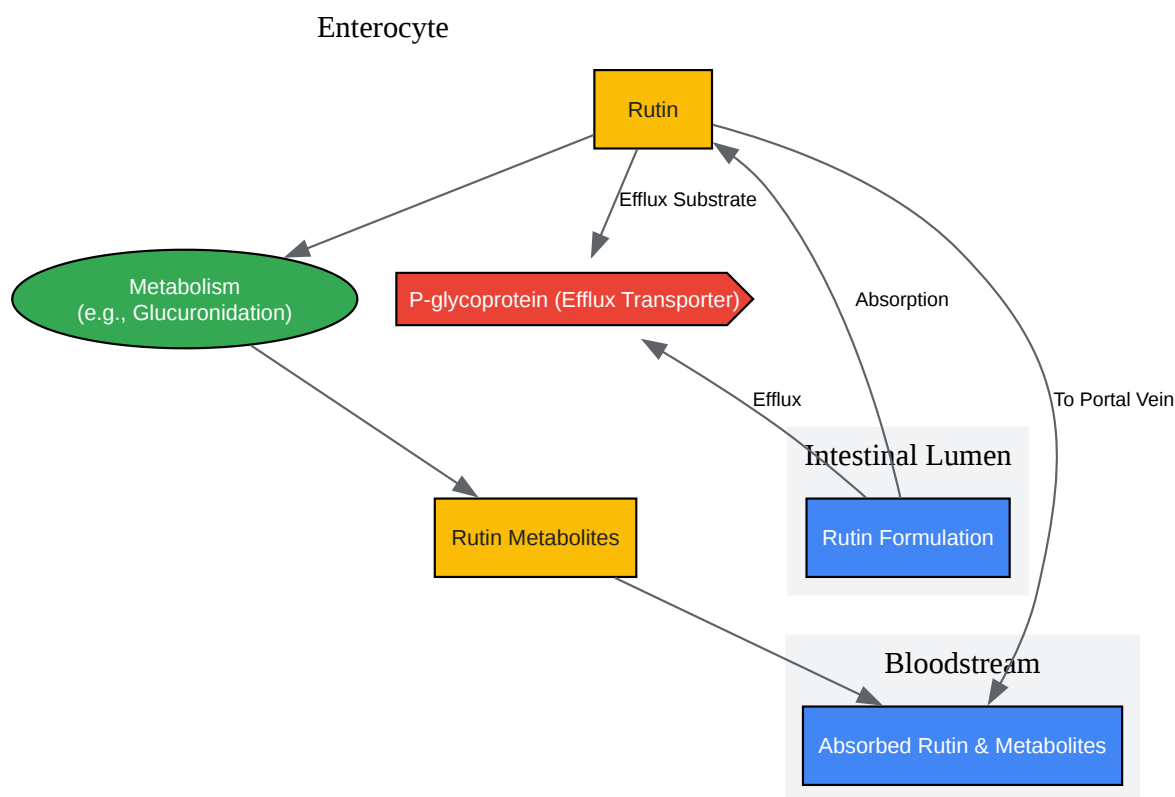 Enterocyte
Rutin
Efflux Substrate
Metabolism
(e.g., Glucuronidation)
P-glycoprotein (Efflux Transporter)
Absorption
Efflux
To Portal Vein
Intestinal Lumen
Rutin Metabolites
Rutin Formulation
Bloodstream
Absorbed Rutin & Metabolites